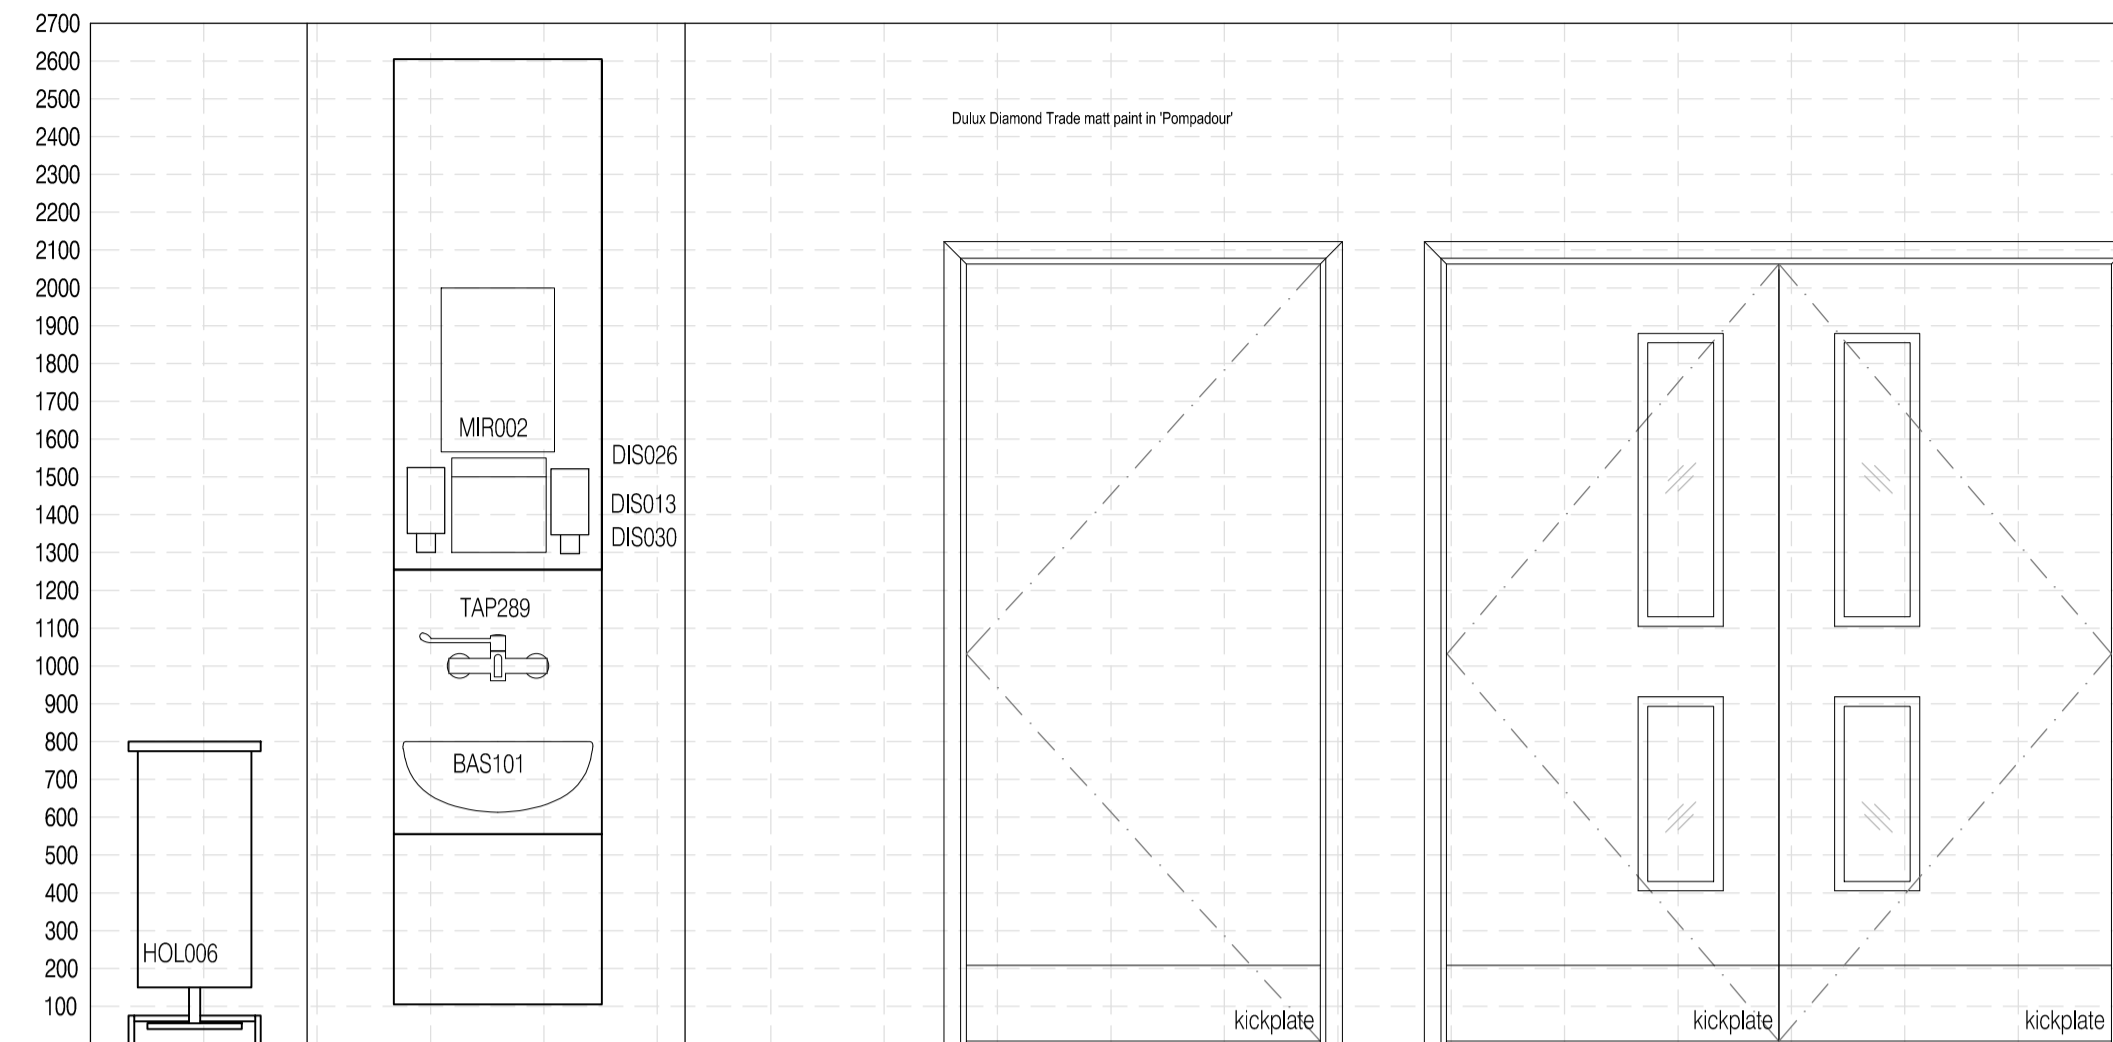 2700
2600
2500
2400
2300
2200
2100
2000
1900
1800
1700
1600
1500
1400
1300
1200
1100
1000
900
800
700
600
500
400
300
200
100
Dulux Diamond Trade matt paint in 'Pompadour'
MIR002
DIS026
DIS013
DIS030
TAP289
BAS101
HOL006
kickplate
kickplate
kickplate